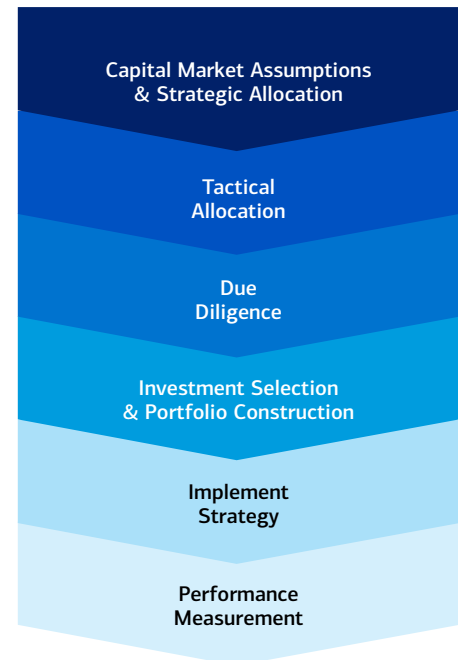 Capital Market Assumptions
& Strategic Allocation
Tactical
Allocation
Due
Diligence
Investment Selection
& Portfolio Construction
Implement
Strategy
Performance
Measurement